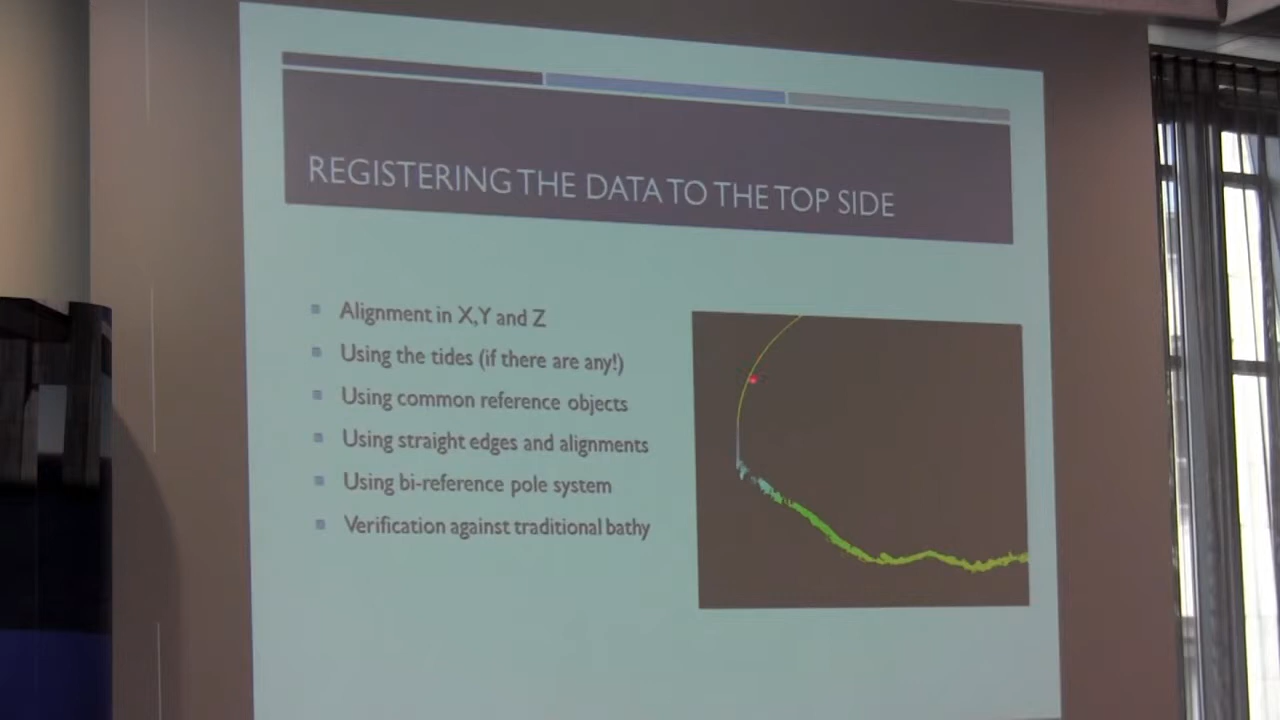 REGISTERING THE DATA TO THE TOP SIDE
Alignment in X,Y and Z
Using the tides (if there are any!)
Using common reference objects
Using straight edges and alignments
Using bi-reference pole system
Verification against traditional bathy